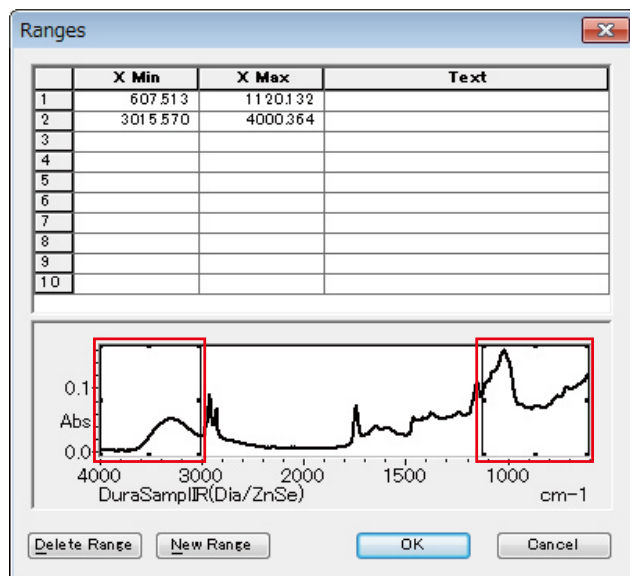 Ranges
X Min X Max Text
1 607.513 1120.132
2 3015.570 4000.364
3
4
5
6
7
8
9
10
0.1
Abs
0.0
4000 3000 2000 1500 1000
DuraSamplIR(Dia/ZnSe) cm-1
Delete Range New Range OK Cancel